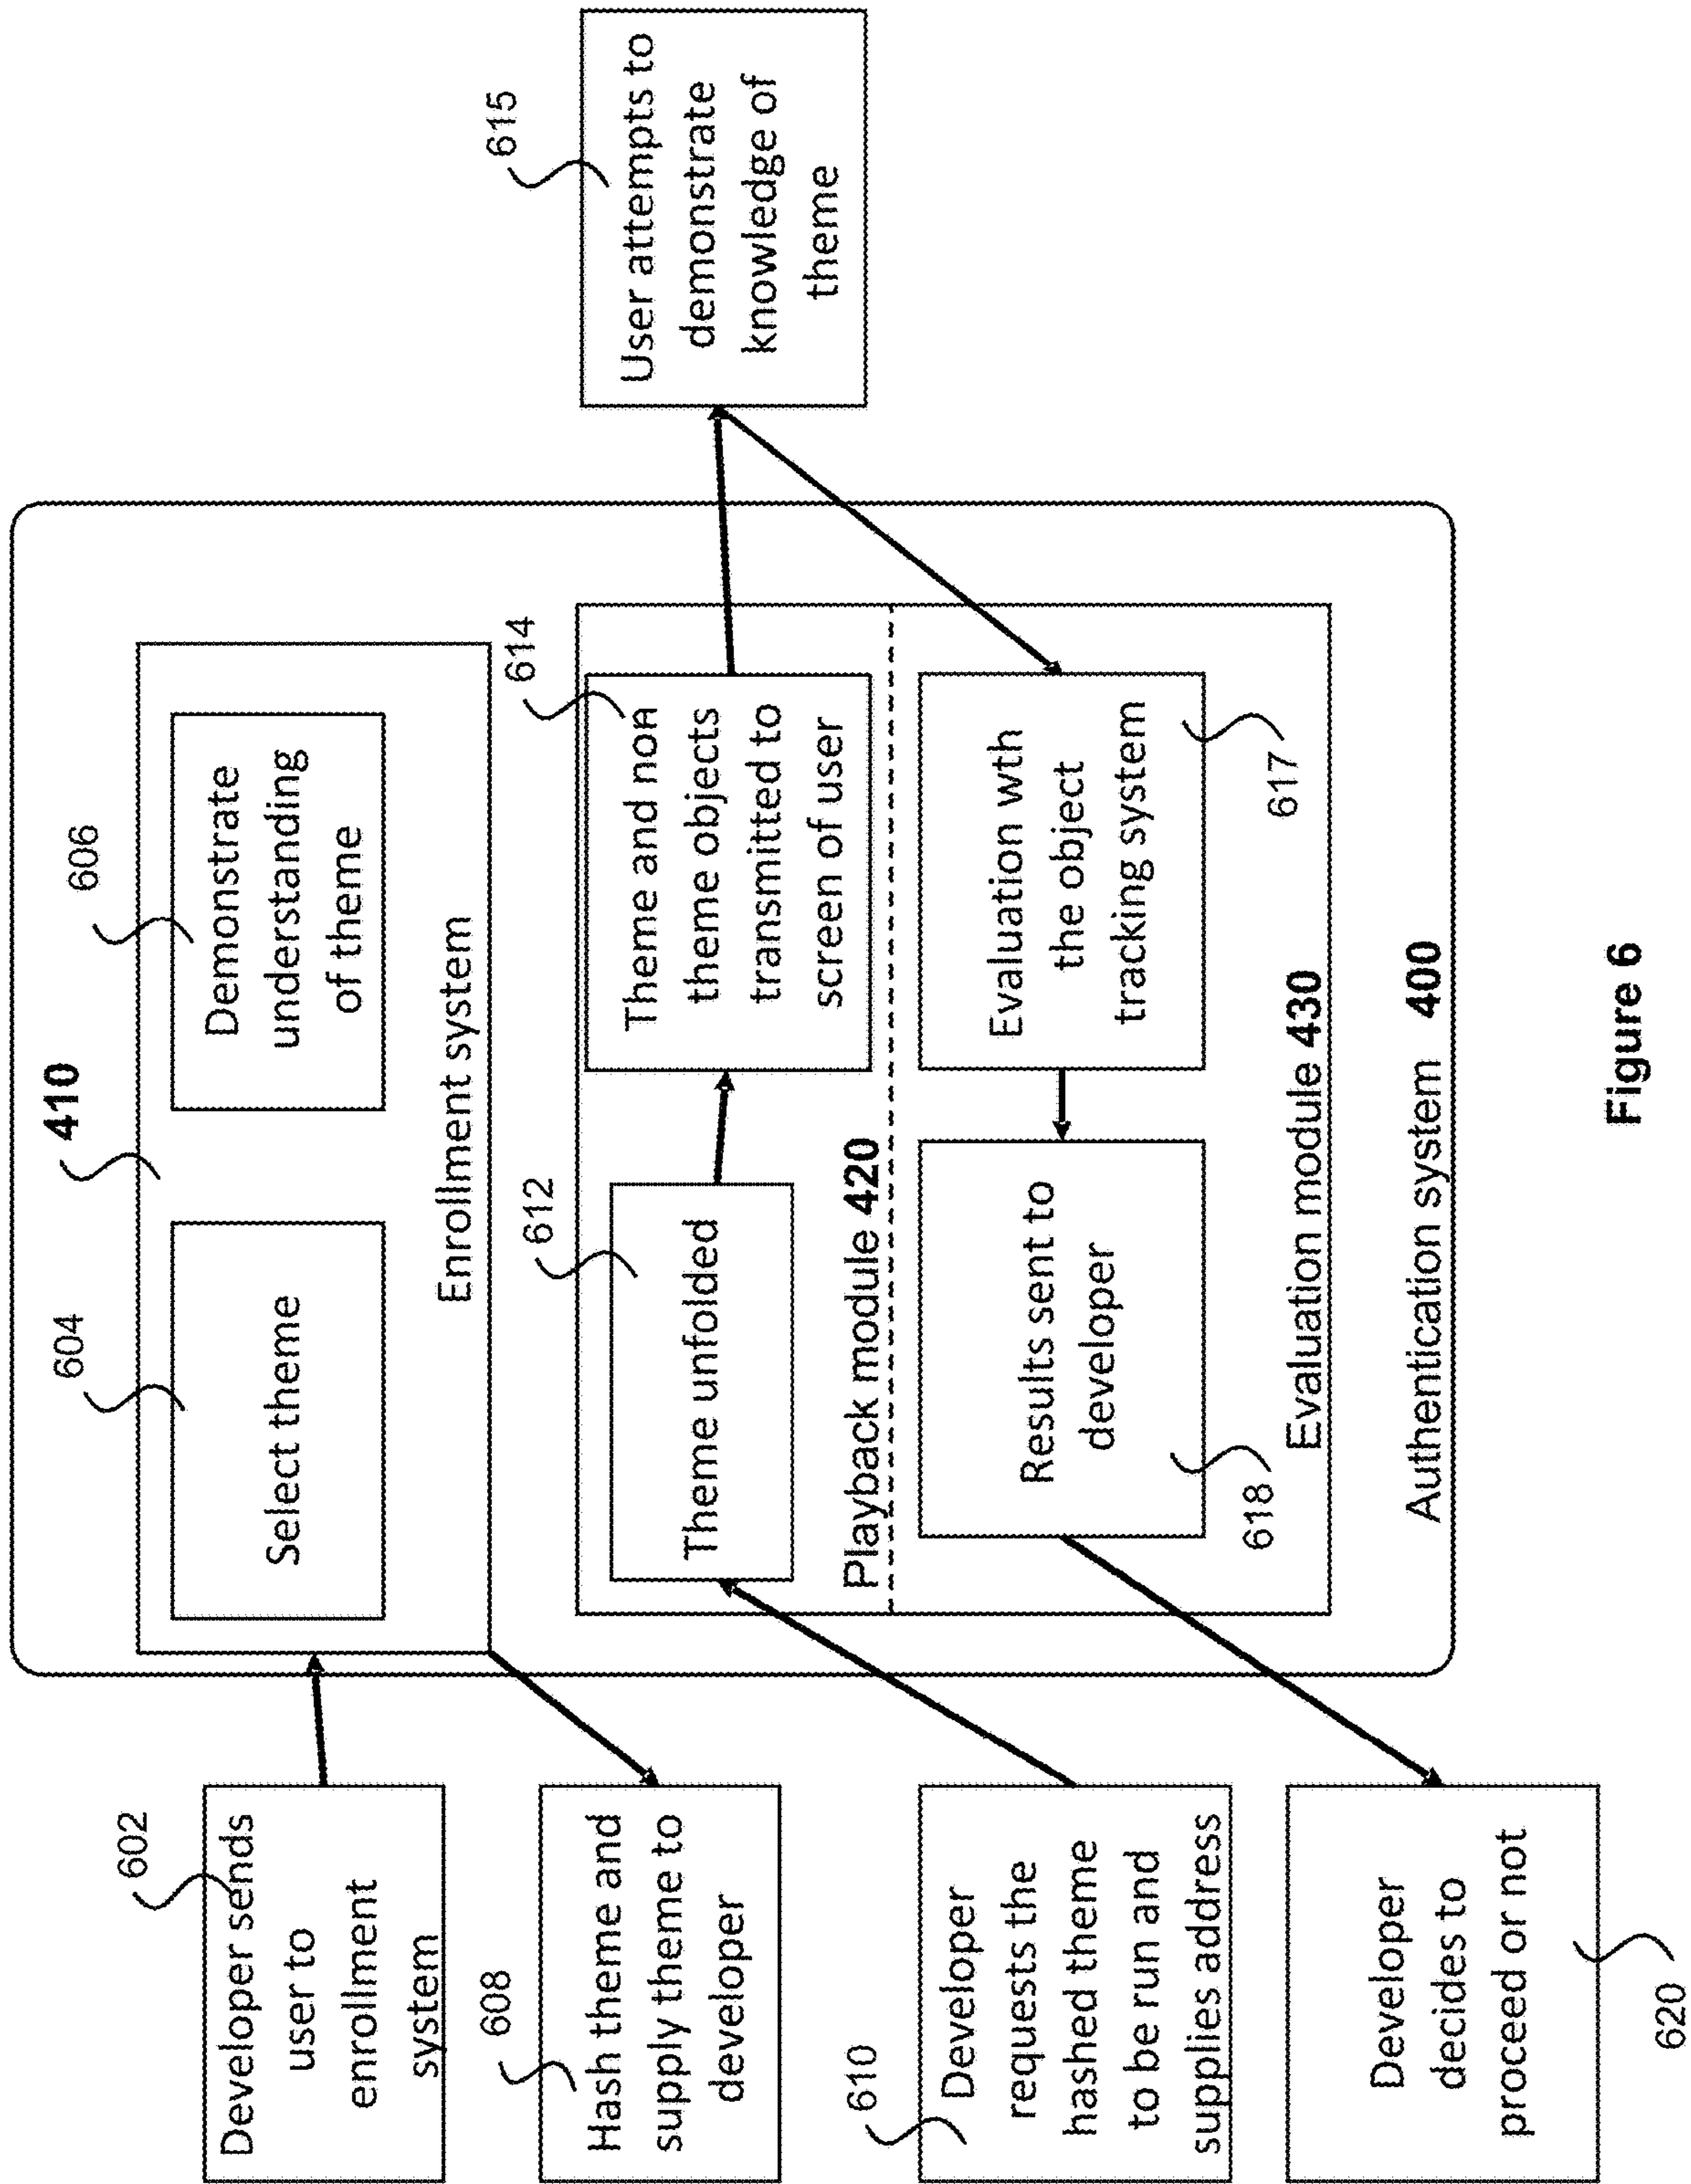 602
Developer sends
user to
enrollment
system
608
Hash theme and
supply theme to
developer
610
Developer
requests the
hashed theme
to be run and
supplies address
Developer
decides to
proceed or not
620
410
604
Select theme
606
Demonstrate
understanding
of theme
Enrollment system
612
Theme unfolded
614
Theme and non
theme objects
transmitted to
screen of user
Playback module 420
Results sent to
developer
618
Evaluation wth
the object
tracking system
617
Evaluation module 430
Authentication system 400
615
User attempts to
demonstrate
knowledge of
theme
Figure 6